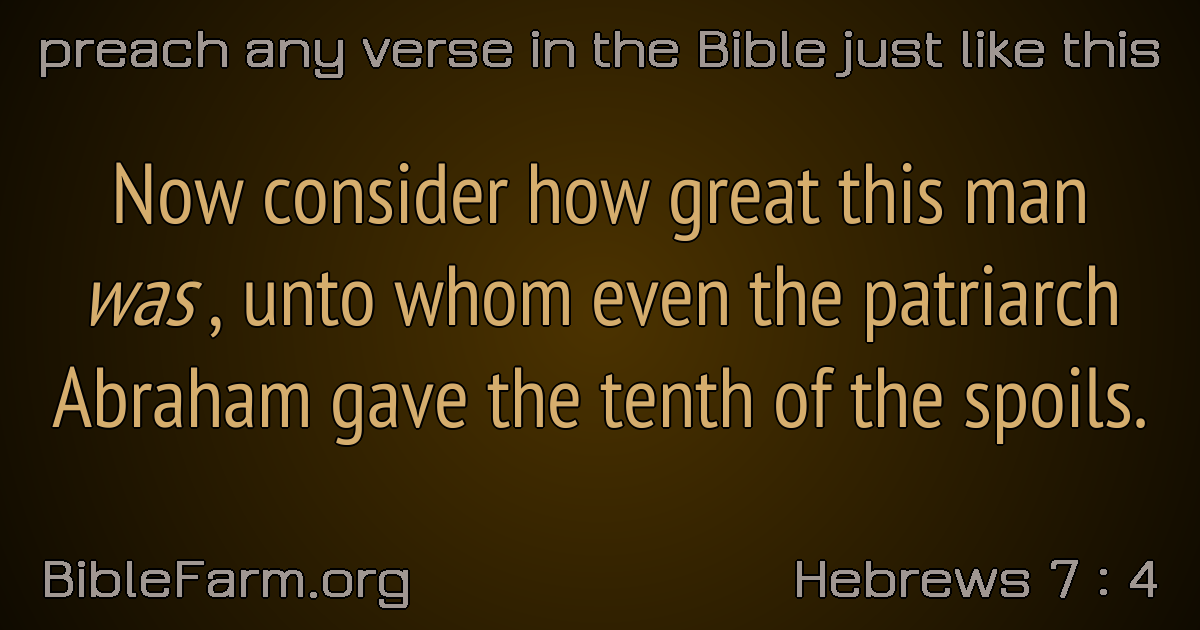 preach any verse in the Bible just like this
Now consider how great this man
was , unto whom even the patriarch
Abraham gave the tenth of the spoils.
BibleFarm.org
Hebrews 7 : 4